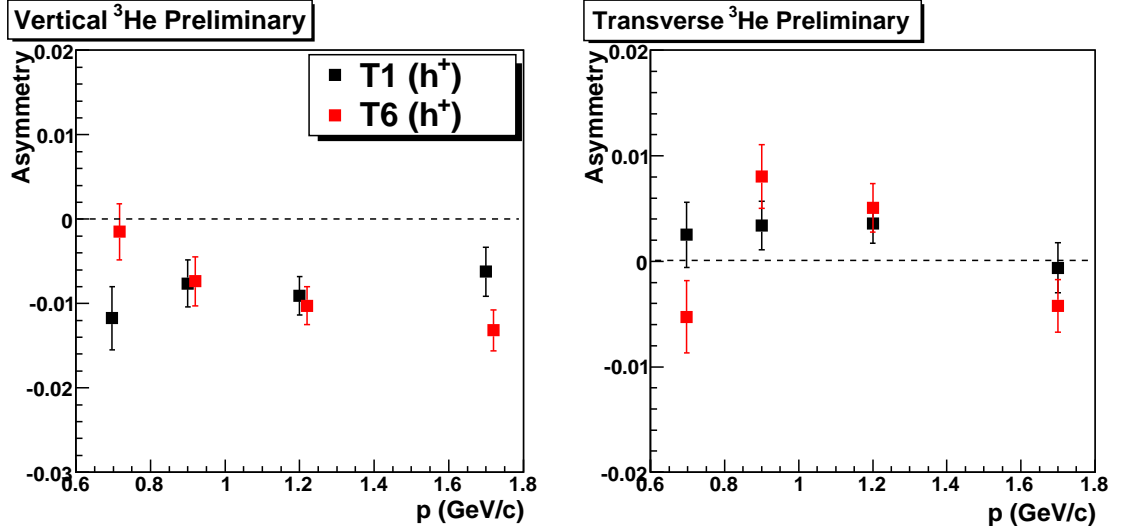 Vertical ³He Preliminary
Asymmetry
0.02
0.01
0
-0.01
-0.02
-0.03
T1 (h⁺)
T6 (h⁺)
0.6 0.8 1 1.2 1.4 1.6 1.8
p (GeV/c)
Transverse ³He Preliminary
Asymmetry
0.02
0.01
0
-0.01
-0.02
0.6 0.8 1 1.2 1.4 1.6 1.8
p (GeV/c)